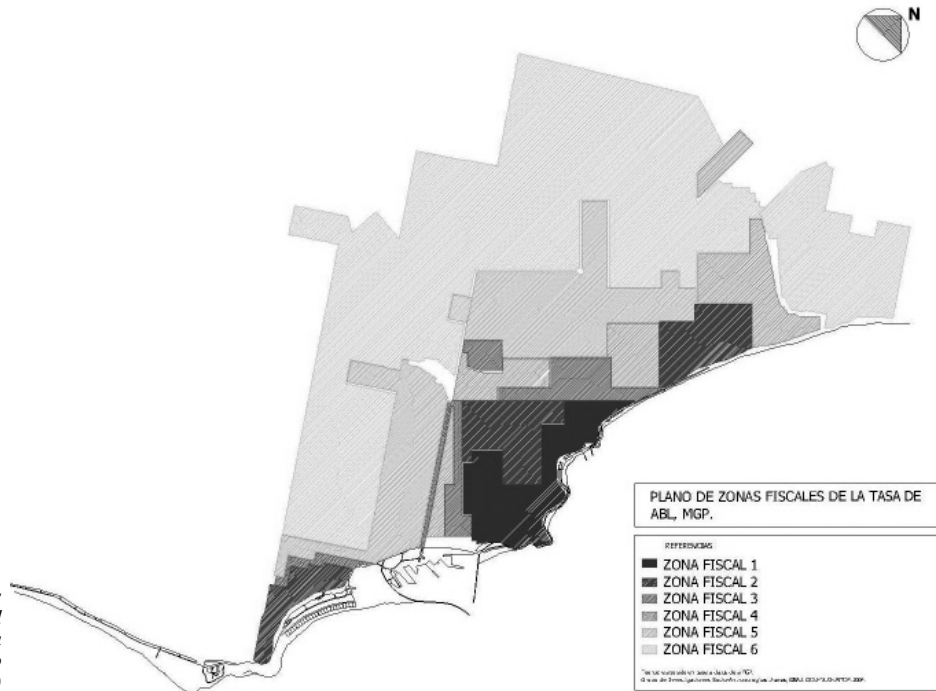 N
PLANO DE ZONAS FISCALES DE LA TASA DE
ABL, MGP.
REFERENCIAS
ZONA FISCAL 1
ZONA FISCAL 2
ZONA FISCAL 3
ZONA FISCAL 4
ZONA FISCAL 5
ZONA FISCAL 6